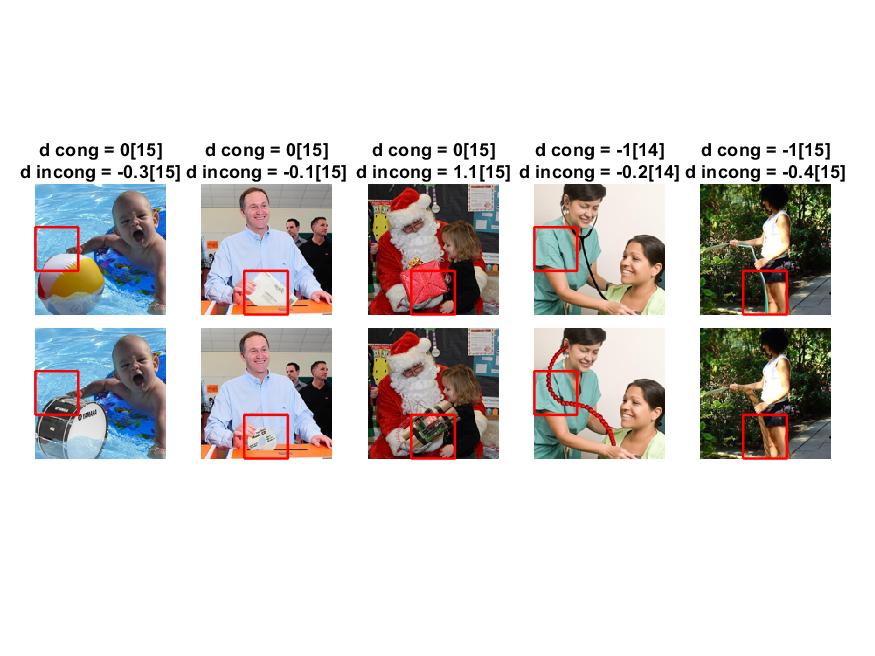 d cong = 0[15]
d incong = -0.3[15]
d cong = 0[15]
d incong = -0.1[15]
d cong = 0[15]
d incong = 1.1[15]
d cong = -1[14]
d incong = -0.2[14]
d cong = -1[15]
d incong = -0.4[15]
YAMAHA